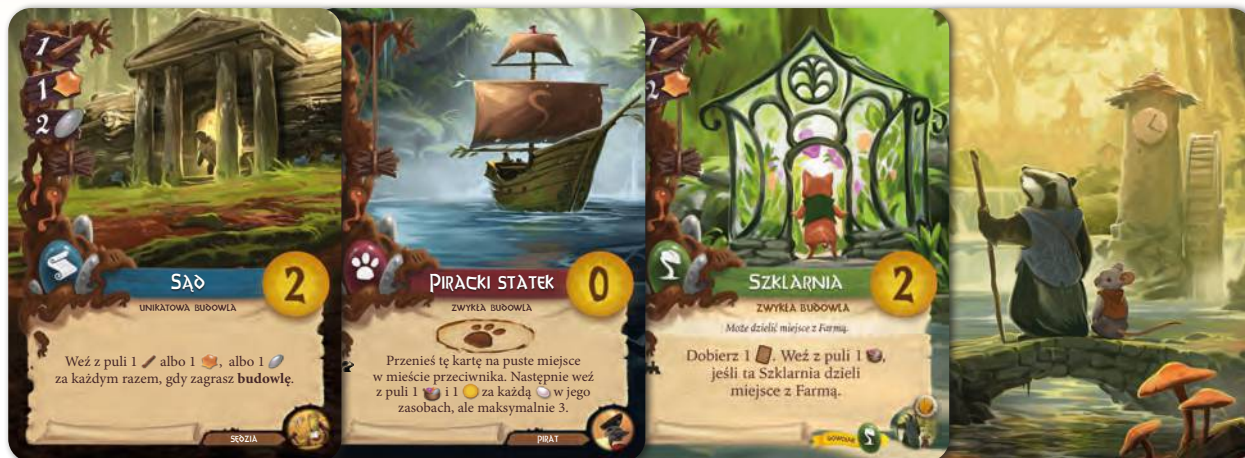 1
1
2
Sąd
2
UNIKATOWA BUDOWLA
Weź z puli 1 albo 1 , albo 1
za każdym razem, gdy zagrasz budowlę.
SĘDZIA
S
Piracki statek
0
ZWYKŁA BUDOWLA
Przenieś tę kartę na puste miejsce
w mieście przeciwnika. Następnie weź
z puli 1 i 1 za każdą w jego
zasobach, ale maksymalnie 3.
PIRAT
1
2
Szklarnia
2
ZWYKŁA BUDOWLA
Może dzielić miejsce z Farmą.
Dobierz 1 . Weź z puli 1 ,
jeśli ta Szklarnia dzieli
miejsce z Farmą.
DOWOLNE